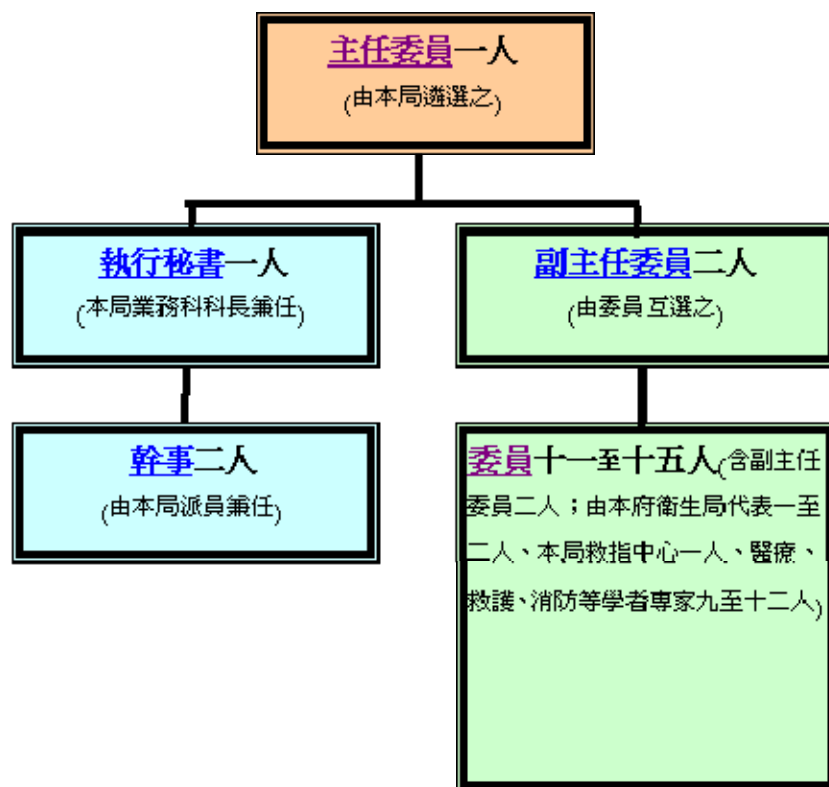 主任委員一人
(由本局遴選之)
執行秘書一人
(本局業務科科長兼任)
副主任委員二人
(由委員互選之)
幹事二人
(由本局派員兼任)
委員十一至十五人(含副主任
委員二人；由本府衛生局代表一至
二人、本局救指中心一人、醫療、
救護、消防等學者專家九至十二人)